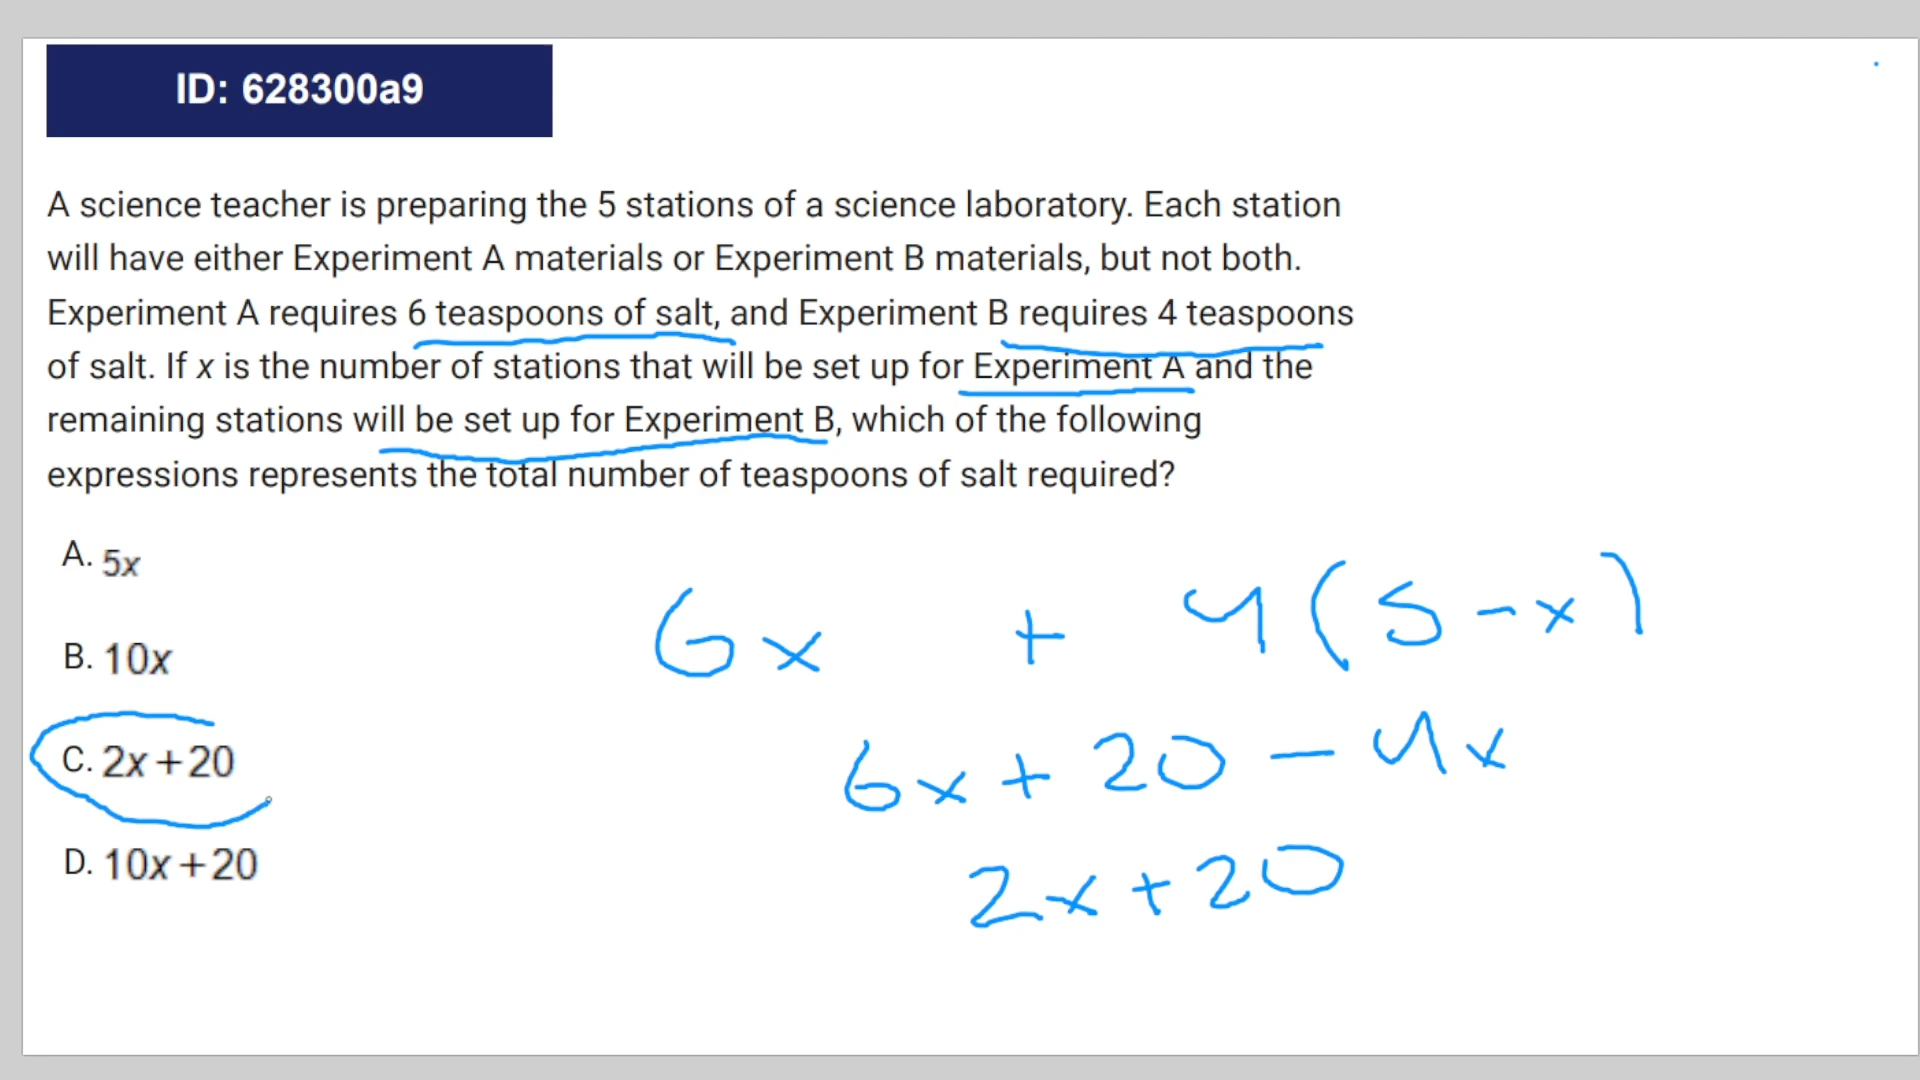 ID: 628300a9
A science teacher is preparing the 5 stations of a science laboratory. Each station
will have either Experiment A materials or Experiment B materials, but not both.
Experiment A requires 6 teaspoons of salt, and Experiment B requires 4 teaspoons
of salt. If x is the number of stations that will be set up for Experiment A and the
remaining stations will be set up for Experiment B, which of the following
expressions represents the total number of teaspoons of salt required?
A. 5x
B. 10x
C. 2x+20
D. 10x+20
6x + 4(5-x)
6x + 20 - 4x
2x + 20